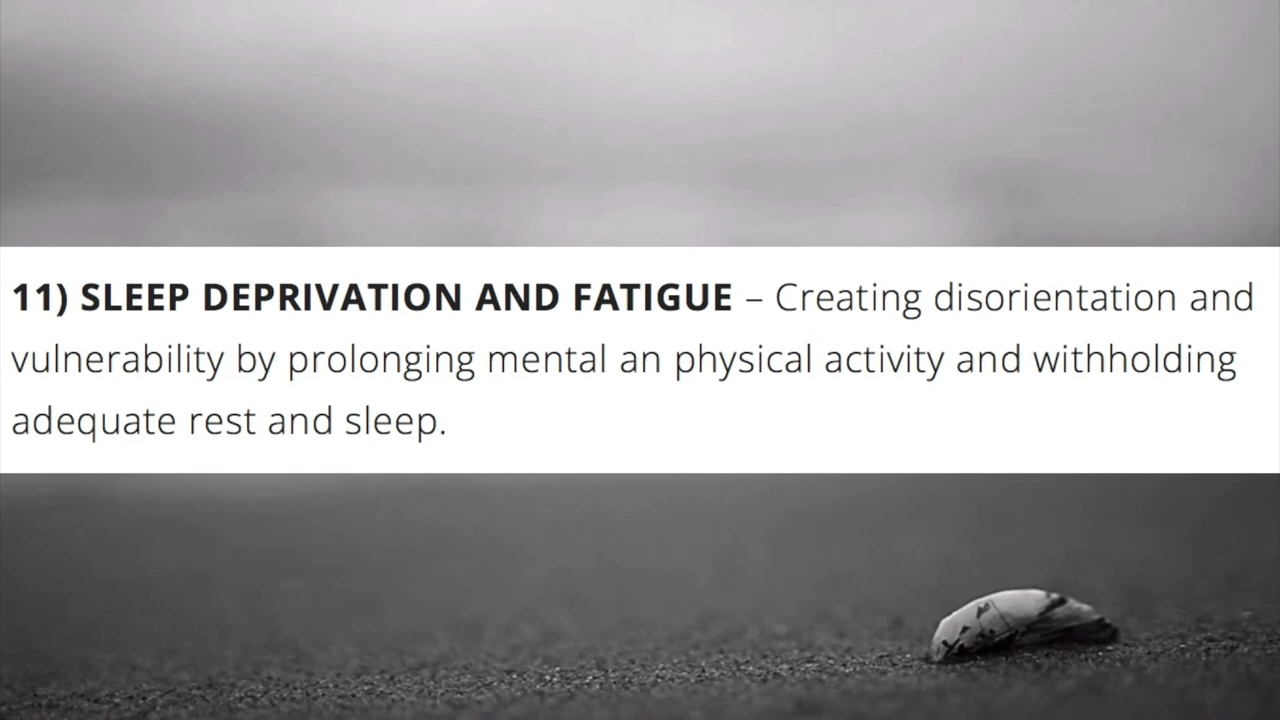 11) SLEEP DEPRIVATION AND FATIGUE – Creating disorientation and
vulnerability by prolonging mental an physical activity and withholding
adequate rest and sleep.